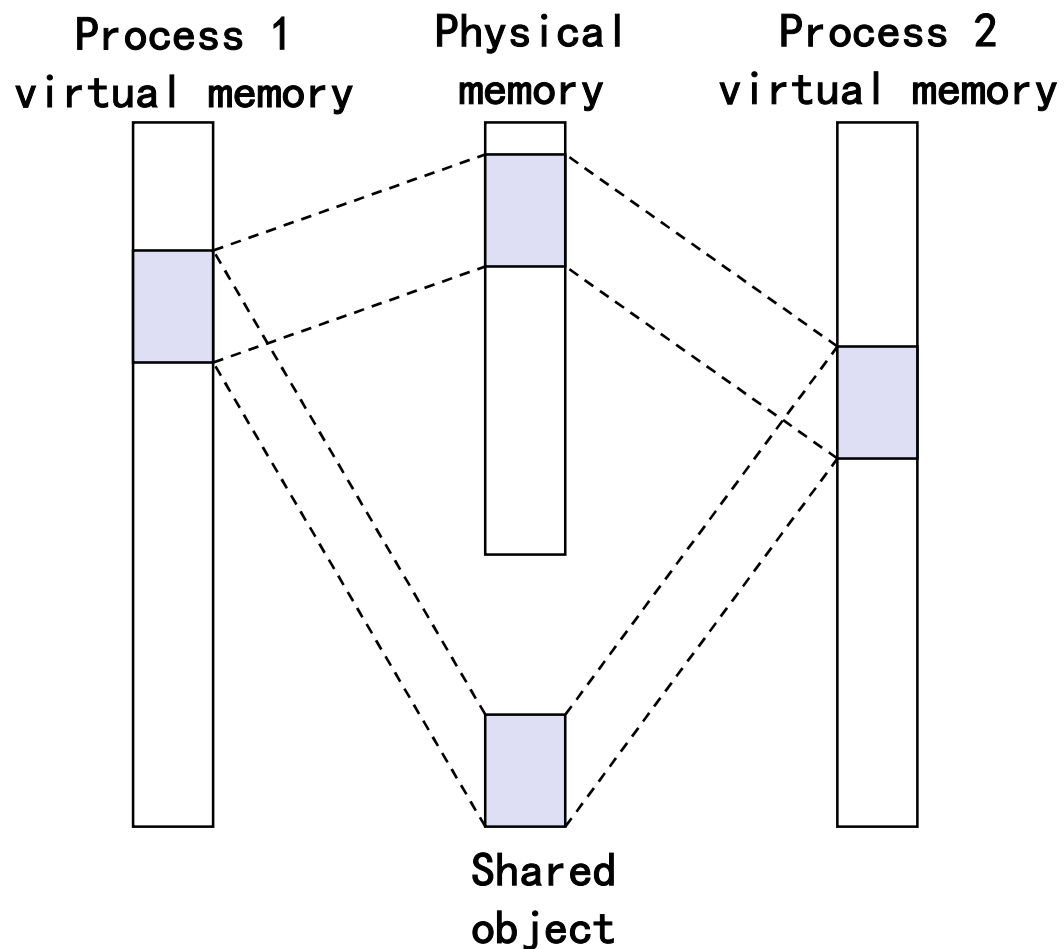 Process 1
virtual memory
Physical
memory
Process 2
virtual memory
Shared
object